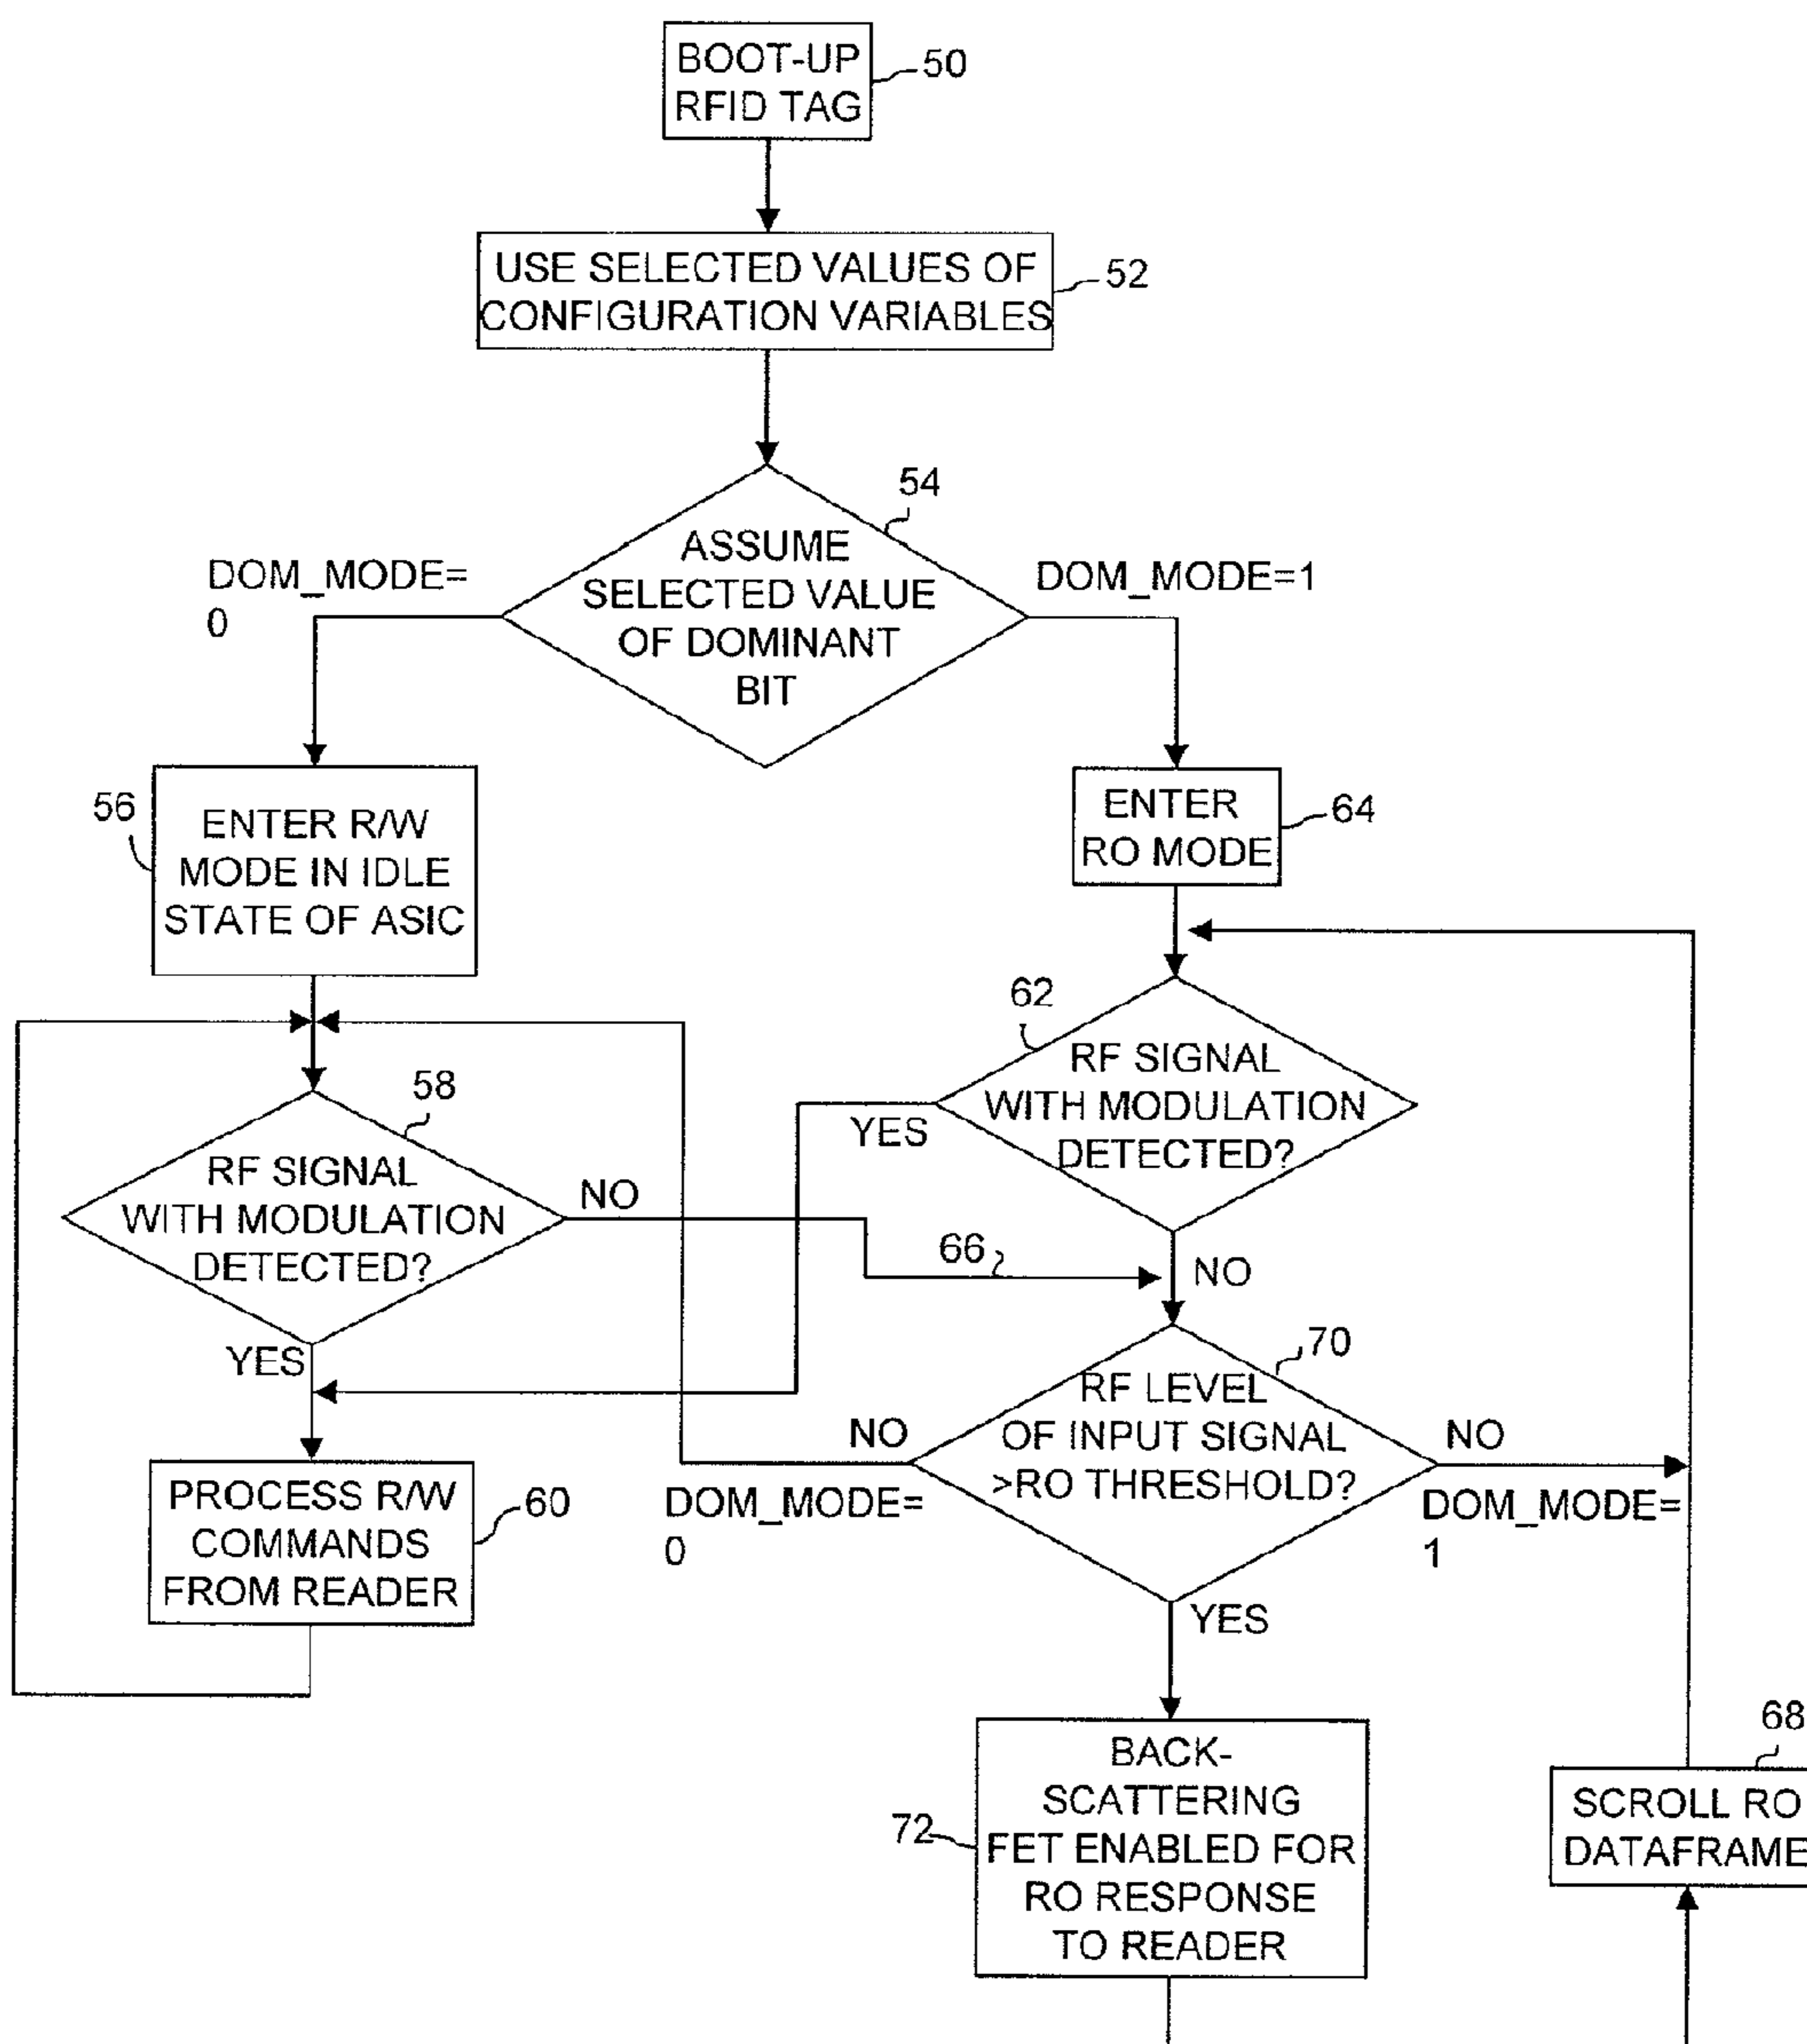 BOOT-UP
RFID TAG
50
USE SELECTED VALUES OF
CONFIGURATION VARIABLES
52
54
ASSUME
SELECTED VALUE
OF DOMINANT
BIT
DOM_MODE=
0
DOM_MODE=1
56
ENTER R/W
MODE IN IDLE
STATE OF ASIC
ENTER
RO MODE
64
62
RF SIGNAL
WITH MODULATION
DETECTED?
YES
NO
58
RF SIGNAL
WITH MODULATION
DETECTED?
NO
66
YES
70
RF LEVEL
OF INPUT SIGNAL
>RO THRESHOLD?
NO
DOM_MODE=
0
NO
DOM_MODE=
1
YES
PROCESS R/W
COMMANDS
FROM READER
60
72
BACK-
SCATTERING
FET ENABLED FOR
RO RESPONSE
TO READER
68
SCROLL RO
DATAFRAME